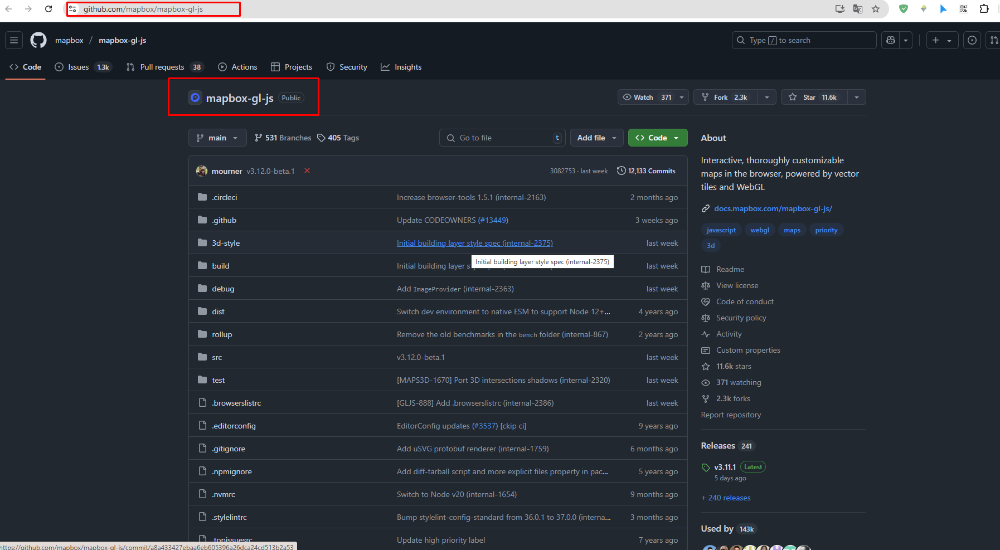 github.com/mapbox/mapbox-gl-js
mapbox / mapbox-gl-js
Type / to search
Code
Issues 1.3k
Pull requests 38
Actions
Projects
Security
Insights
mapbox-gl-js Public
Watch 371
Fork 2.3k
Star 11.6k
main
531 Branches
405 Tags
Go to file t
Add file
Code
mourner v3.12.0-beta.1
3082753 · last week
12,133 Commits
.circleci Increase browser-tools 1.5.1 (internal-2163) 2 months ago
.github Update CODEOWNERS (#13449) 3 weeks ago
3d-style Initial building layer style spec (internal-2375) last week
Initial building layer style spec (internal-2375)
build Initial building layer last week
debug Add ImageProvider (internal-2363) last week
dist Switch dev environment to native ESM to support Node 12+... 4 years ago
rollup Remove the old benchmarks in the bench folder (internal-867) 2 years ago
src v3.12.0-beta.1 last week
test [MAPS3D-1670] Port 3D intersections shadows (internal-2320) last week
.browserslistrc [GLJS-888] Add .browserslistrc (internal-2386) last week
.editorconfig EditorConfig updates (#3537) [ckip ci] 9 years ago
.gitignore Add uSVG protobuf renderer (internal-1759) 6 months ago
.npmignore Add diff-tarball script and more explicit files property in pac... 5 years ago
.nvmrc Switch to Node v20 (internal-1654) 9 months ago
.stylelintrc Bump stylelint-config-standard from 36.0.1 to 37.0.0 (interna... 3 months ago
.topissuesrc Update high priority label 7 years ago
https://github.com/mapbox/mapbox-gl-js/commit/a8a433427ebaa6eb605396a26dca24cd513b2a53
About
Interactive, thoroughly customizable
maps in the browser, powered by vector
tiles and WebGL
docs.mapbox.com/mapbox-gl-js/
javascript webgl maps priority
3d
Readme
View license
Code of conduct
Security policy
Activity
Custom properties
11.6k stars
371 watching
2.3k forks
Report repository
Releases 241
v3.11.1 Latest
5 days ago
+ 240 releases
Used by 143k